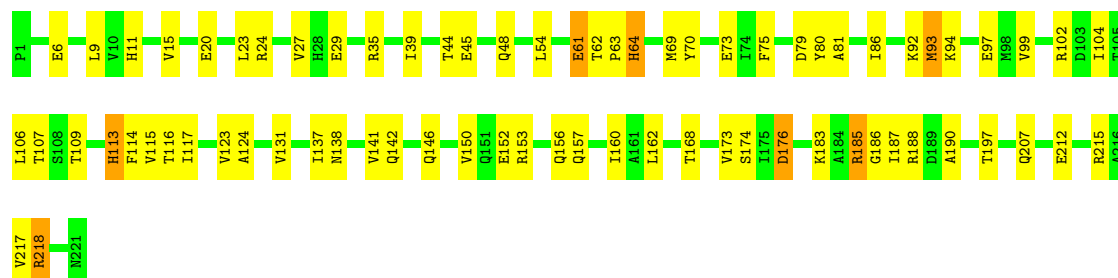 P1 E6 L9 V10 H11 V15 E20 L23 R24 V27 H28 E29 R35 I39 T44 E45 Q48 L54 E61 T62 P63 H64 M69 Y70 E73 I74 F75 D79 Y80 A81 I86 K92 M93 K94 E97 M98 V99 R102 D103 I104 T105
L106 T107 S108 T109 H113 F114 V115 T116 I117 V123 A124 V131 I137 N138 V141 Q142 Q146 V150 Q151 E152 R153 Q156 Q157 I160 A161 L162 T168 V173 S174 I175 D176 K183 A184 R185 G186 I187 R188 D189 A190 T197 Q207 E212 R215 A216
V217 R218 N221